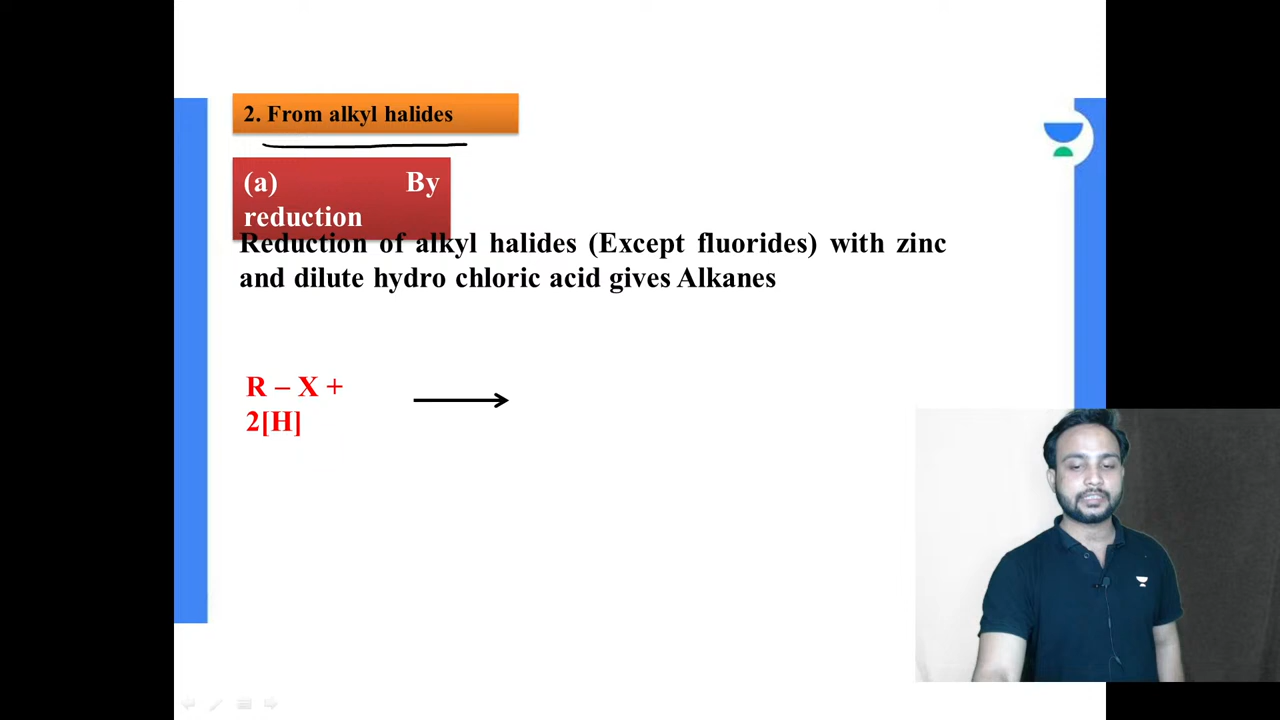 2. From alkyl halides
(a) By
reduction
Reduction of alkyl halides (Except fluorides) with zinc
and dilute hydro chloric acid gives Alkanes
R – X +
2[H]